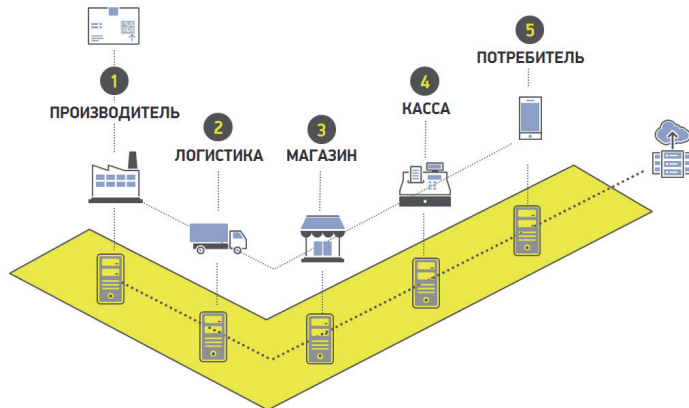 1
ПРОИЗВОДИТЕЛЬ
2
ЛОГИСТИКА
3
МАГАЗИН
4
КАССА
5
ПОТРЕБИТЕЛЬ